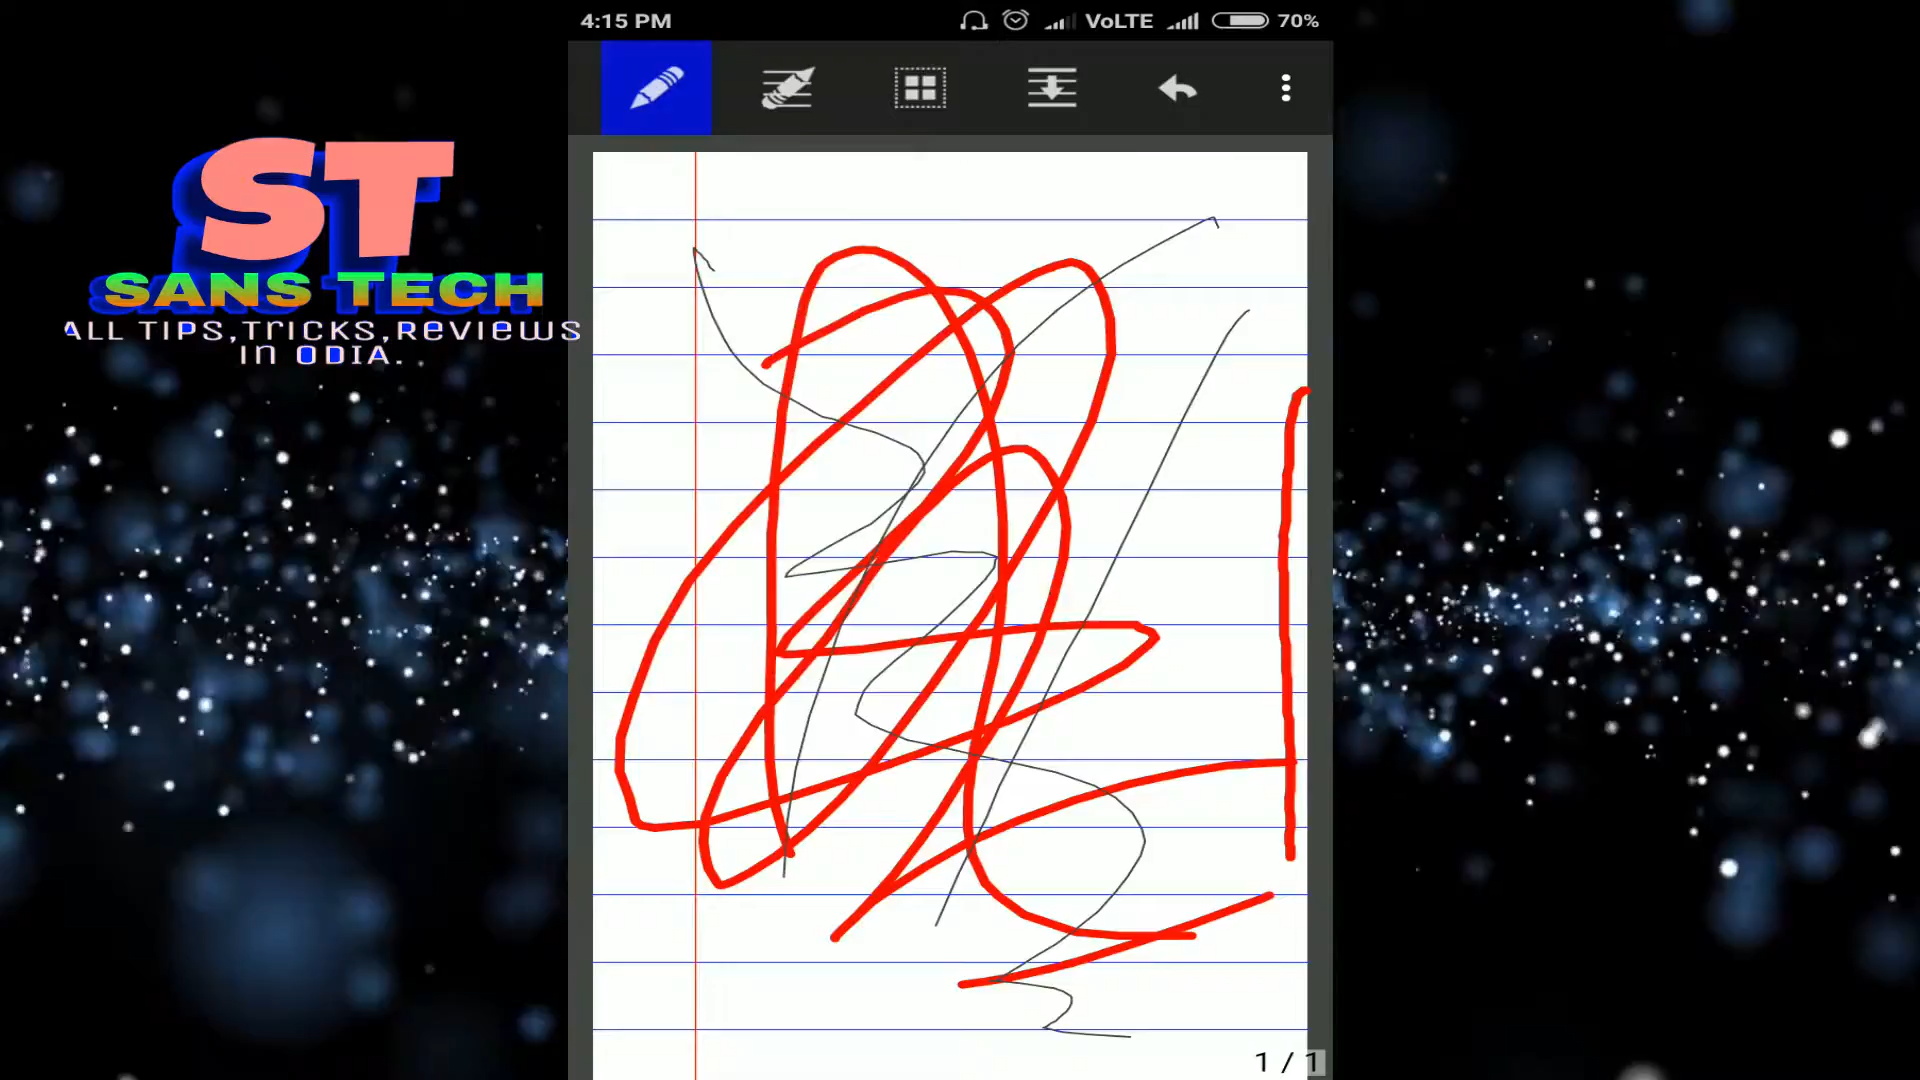 4:15 PM VoLTE 70%
ST
SANS TECH
ALL TIPS,TrICKS,REVIEWS
IN ODIA.
1 / 1